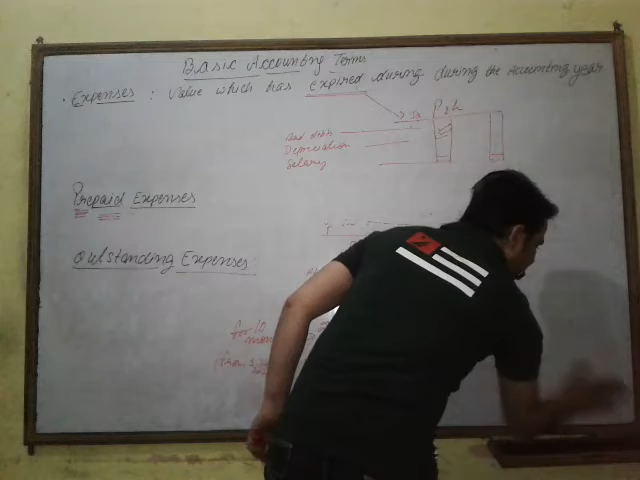 Basic Accounting Terms
Expenses : Value which has expired during during the Accounting year
Bad debts
Depreciation
Salary
Prepaid Expenses
Outstanding Expenses
for 10